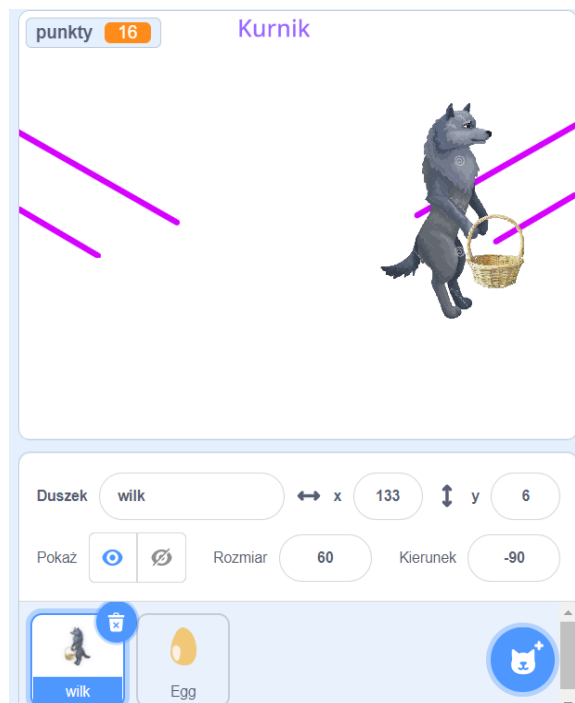 punkty 16
Kurnik
Duszek wilk x 133 y 6
Pokaż Rozmiar 60 Kierunek -90
wilk Egg